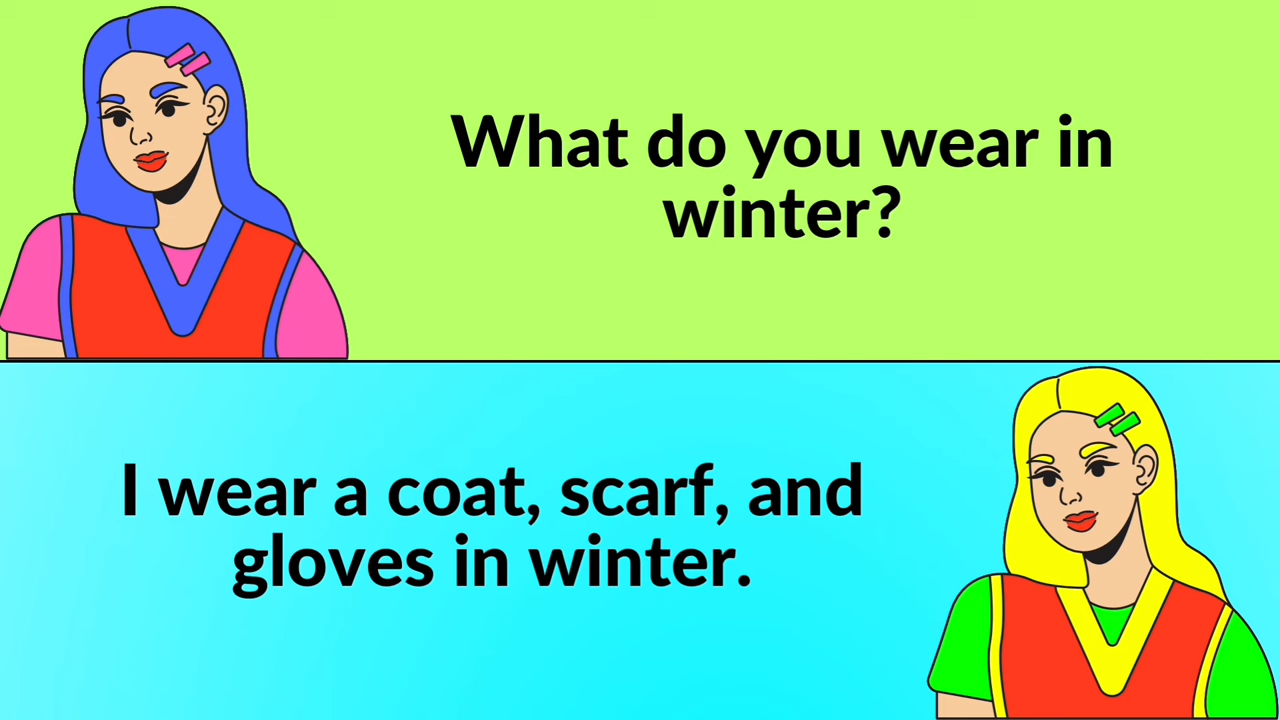 What do you wear in
winter?
I wear a coat, scarf, and
gloves in winter.